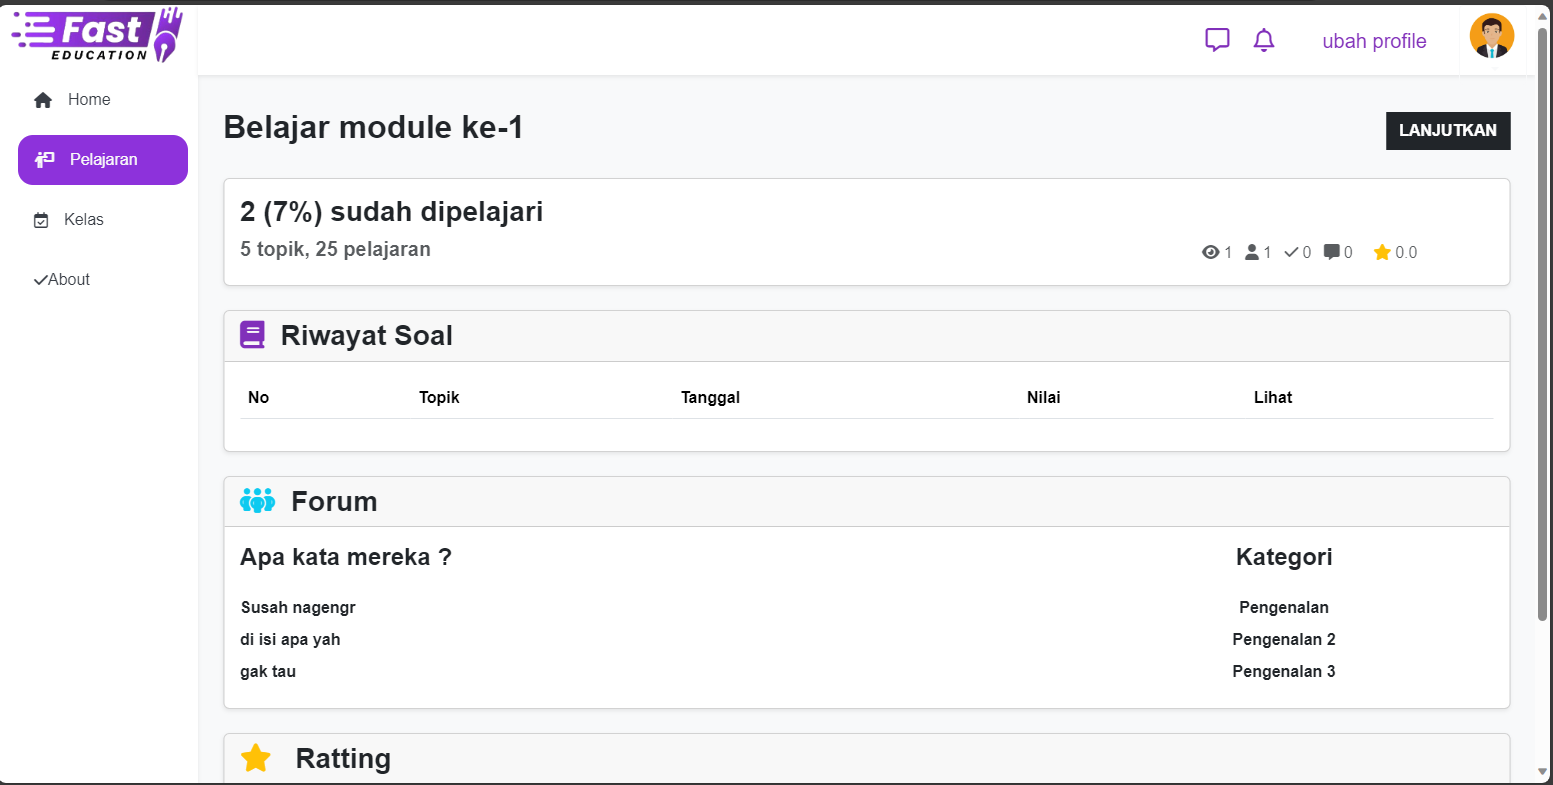 Fast
EDUCATION
ubah profile
Home
Pelajaran
Kelas
About
Belajar module ke-1
LANJUTKAN
2 (7%) sudah dipelajari
5 topik, 25 pelajaran
1 1 0 0 0.0
Riwayat Soal
No Topik Tanggal Nilai Lihat
Forum
Apa kata mereka ? Kategori
Susah nagengr Pengenalan
di isi apa yah Pengenalan 2
gak tau Pengenalan 3
Ratting